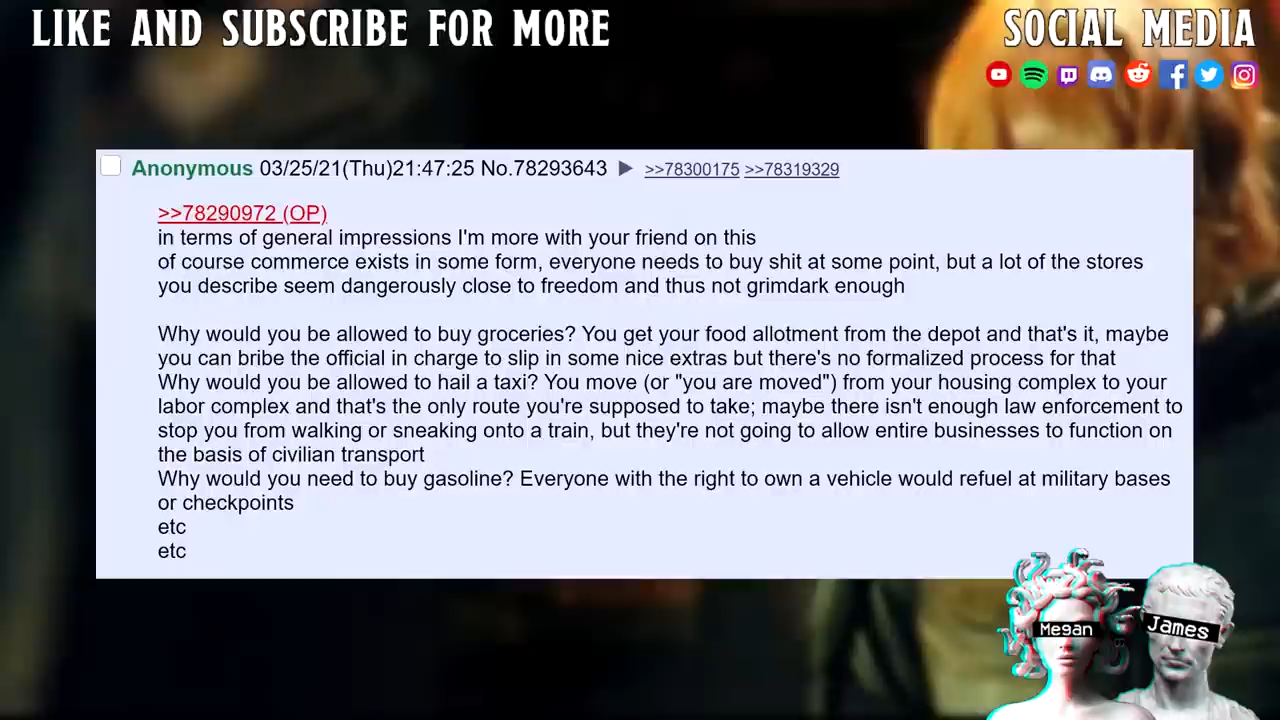 LIKE AND SUBSCRIBE FOR MORE
SOCIAL MEDIA
Anonymous 03/25/21(Thu)21:47:25 No.78293643 ▶ >>78300175 >>78319329
>>78290972 (OP)
in terms of general impressions I'm more with your friend on this
of course commerce exists in some form, everyone needs to buy shit at some point, but a lot of the stores
you describe seem dangerously close to freedom and thus not grimdark enough
Why would you be allowed to buy groceries? You get your food allotment from the depot and that's it, maybe
you can bribe the official in charge to slip in some nice extras but there's no formalized process for that
Why would you be allowed to hail a taxi? You move (or "you are moved") from your housing complex to your
labor complex and that's the only route you're supposed to take; maybe there isn't enough law enforcement to
stop you from walking or sneaking onto a train, but they're not going to allow entire businesses to function on
the basis of civilian transport
Why would you need to buy gasoline? Everyone with the right to own a vehicle would refuel at military bases
or checkpoints
etc
etc
Megan
James